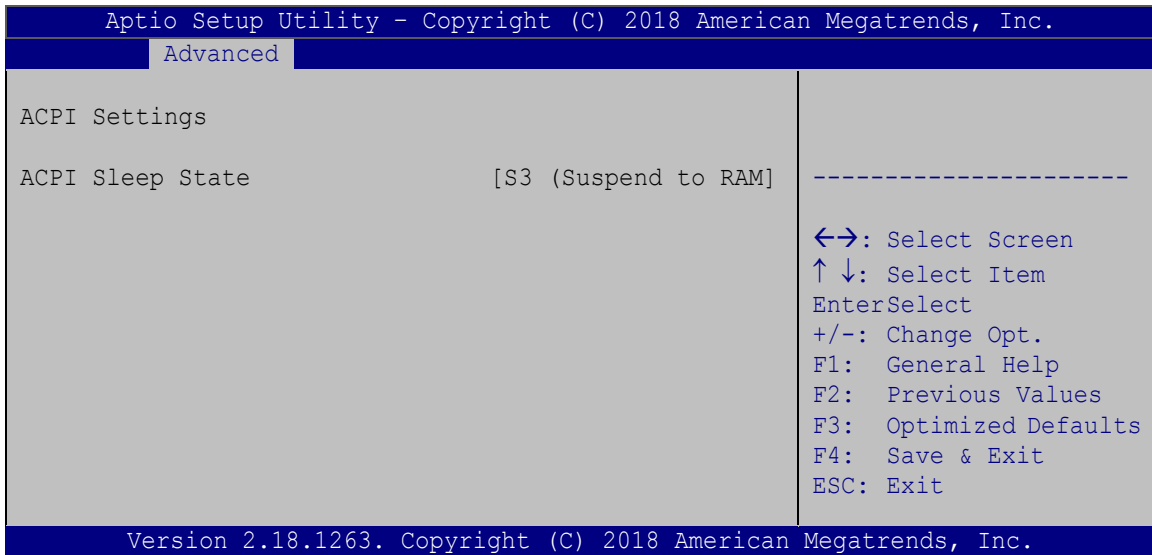 Aptio Setup Utility – Copyright (C) 2018 American Megatrends, Inc.
Advanced
ACPI Settings
ACPI Sleep State [S3 (Suspend to RAM]
----------------------
←→: Select Screen
↑ ↓: Select Item
EnterSelect
+/-: Change Opt.
F1: General Help
F2: Previous Values
F3: Optimized Defaults
F4: Save & Exit
ESC: Exit
Version 2.18.1263. Copyright (C) 2018 American Megatrends, Inc.